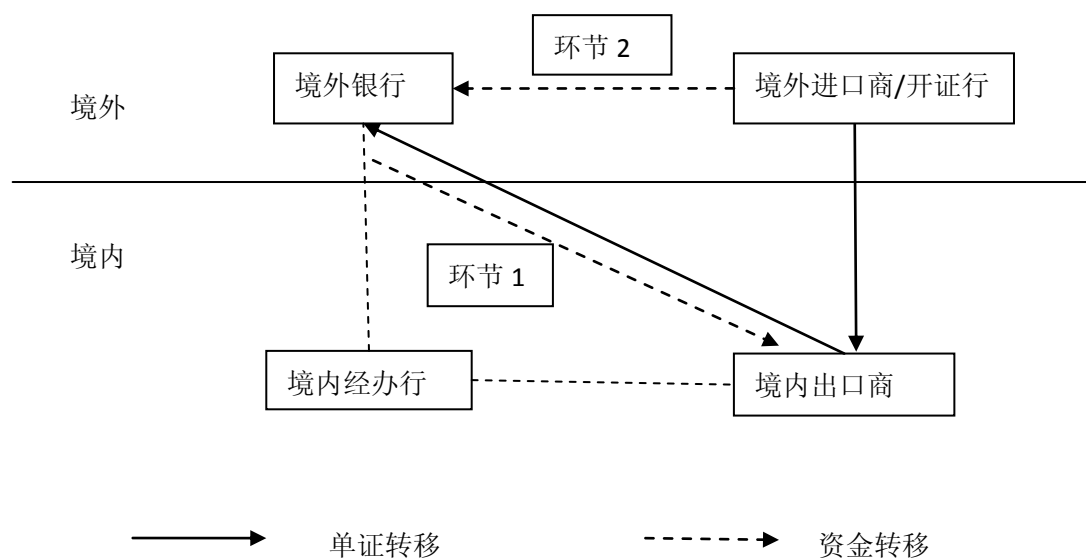 环节 2
境外银行
境外进口商/开证行
境外
境内
环节 1
境内经办行
境内出口商
单证转移
资金转移